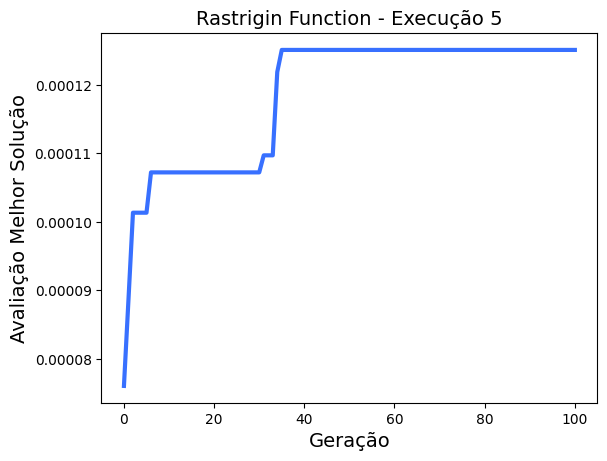 Rastrigin Function - Execução 5
Avaliação Melhor Solução
0.00012
0.00011
0.00010
0.00009
0.00008
0 20 40 60 80 100
Geração